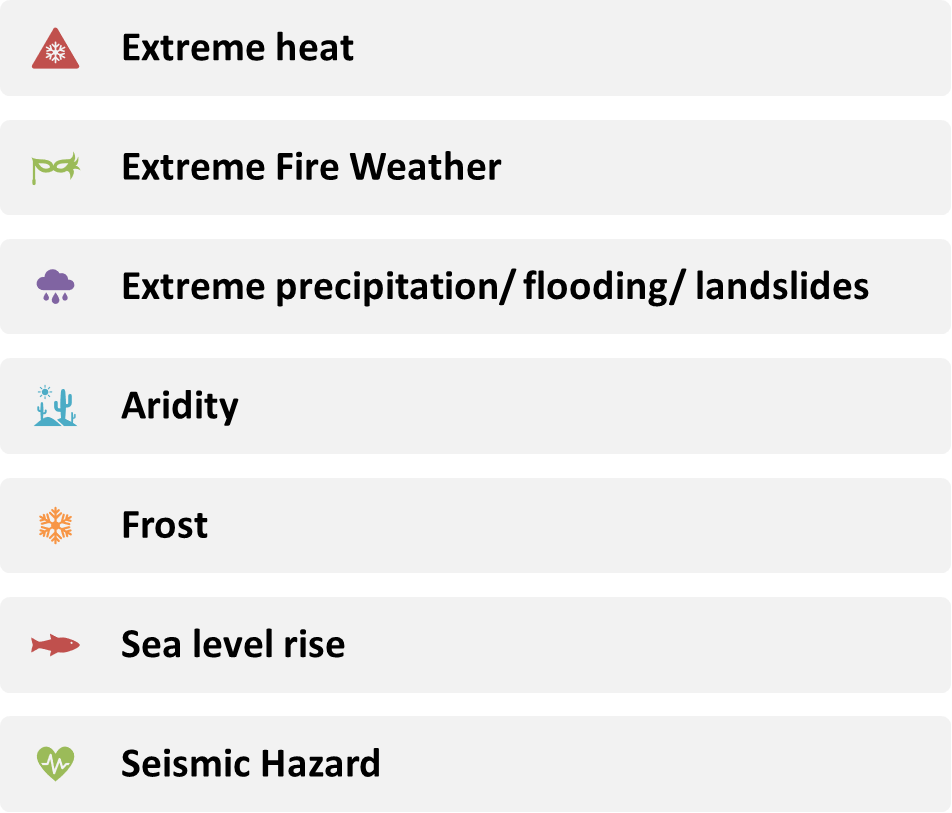 Extreme heat
Extreme Fire Weather
Extreme precipitation/ flooding/ landslides
Aridity
Frost
Sea level rise
Seismic Hazard